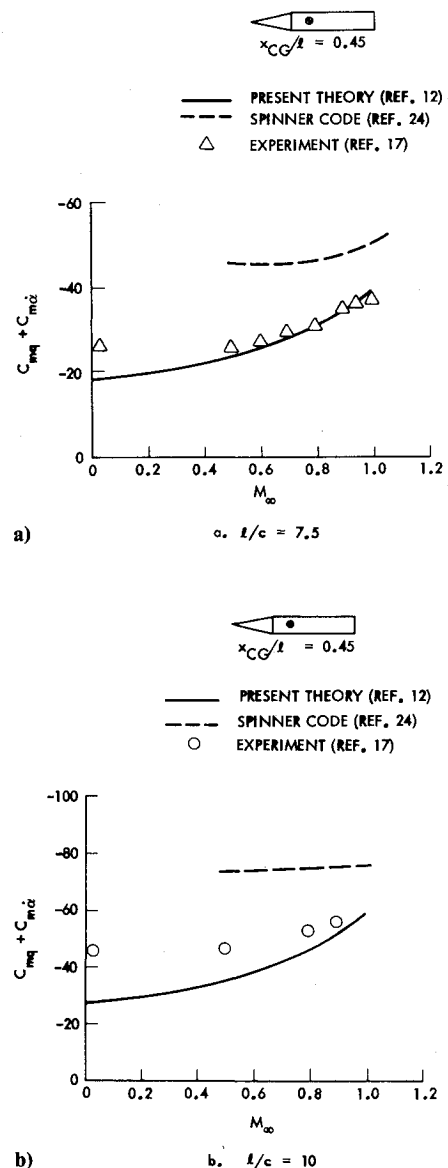 a
x_CG/ℓ = 0.45
PRESENT THEORY (REF. 12)
SPINNER CODE (REF. 24)
EXPERIMENT (REF. 17)
-60
-40
-20
0
C_mq + C_mα̇
0 0.2 0.4 0.6 0.8 1.0 1.2
M_∞
a) a. ℓ/c = 7.5
x_CG/ℓ = 0.45
PRESENT THEORY (REF. 12)
SPINNER CODE (REF. 24)
EXPERIMENT (REF. 17)
-100
-80
-60
-40
-20
0
C_mq + C_mα̇
0 0.2 0.4 0.6 0.8 1.0 1.2
M_∞
b) b. ℓ/c = 10